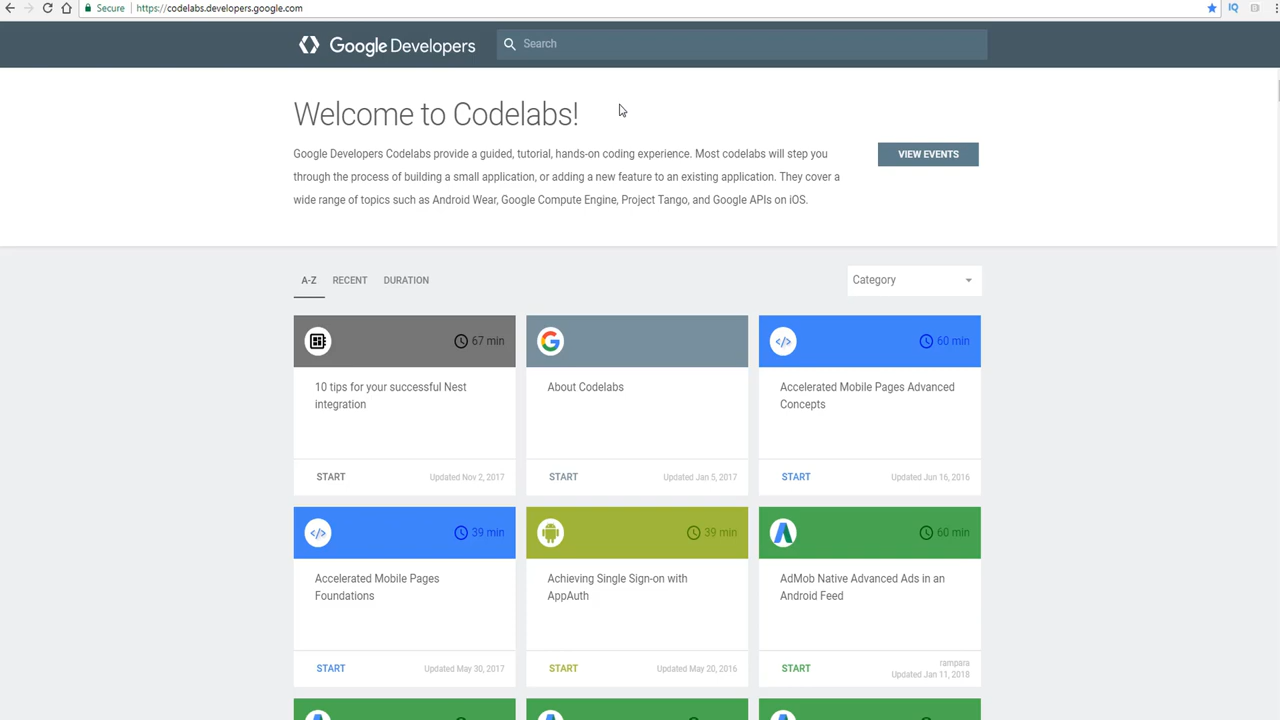 Secure
https://codelabs.developers.google.com
IQ
Google Developers
Search
Welcome to Codelabs!
Google Developers Codelabs provide a guided, tutorial, hands-on coding experience. Most codelabs will step you
through the process of building a small application, or adding a new feature to an existing application. They cover a
wide range of topics such as Android Wear, Google Compute Engine, Project Tango, and Google APIs on iOS.
VIEW EVENTS
A-Z RECENT DURATION
Category
67 min
10 tips for your successful Nest
integration
START Updated Nov 2, 2017
G
About Codelabs
START Updated Jan 5, 2017
</> 60 min
Accelerated Mobile Pages Advanced
Concepts
START Updated Jun 16, 2016
</> 39 min
Accelerated Mobile Pages
Foundations
START Updated May 30, 2017
39 min
Achieving Single Sign-on with
AppAuth
START Updated May 20, 2016
60 min
AdMob Native Advanced Ads in an
Android Feed
START
rampara
Updated Jan 11, 2018